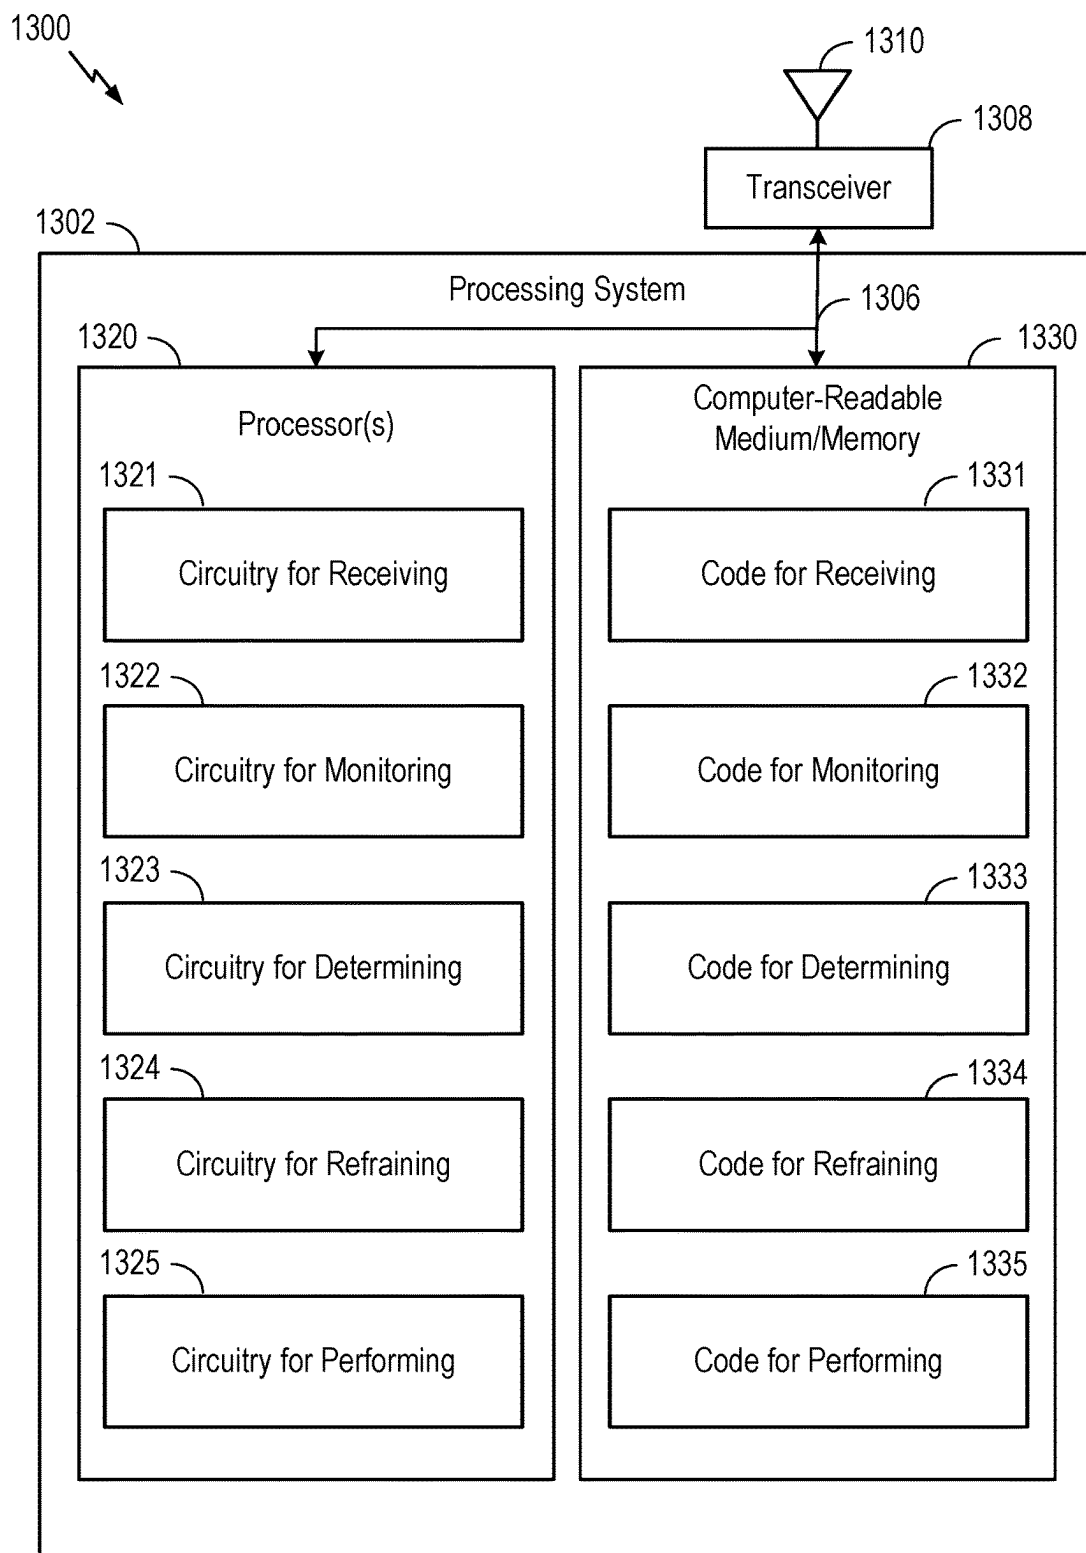 1300
1310
1308
Transceiver
1302
Processing System
1306
1320
1330
Processor(s)
Computer-Readable
Medium/Memory
1321
1331
Circuitry for Receiving
Code for Receiving
1322
1332
Circuitry for Monitoring
Code for Monitoring
1323
1333
Circuitry for Determining
Code for Determining
1324
1334
Circuitry for Refraining
Code for Refraining
1325
1335
Circuitry for Performing
Code for Performing